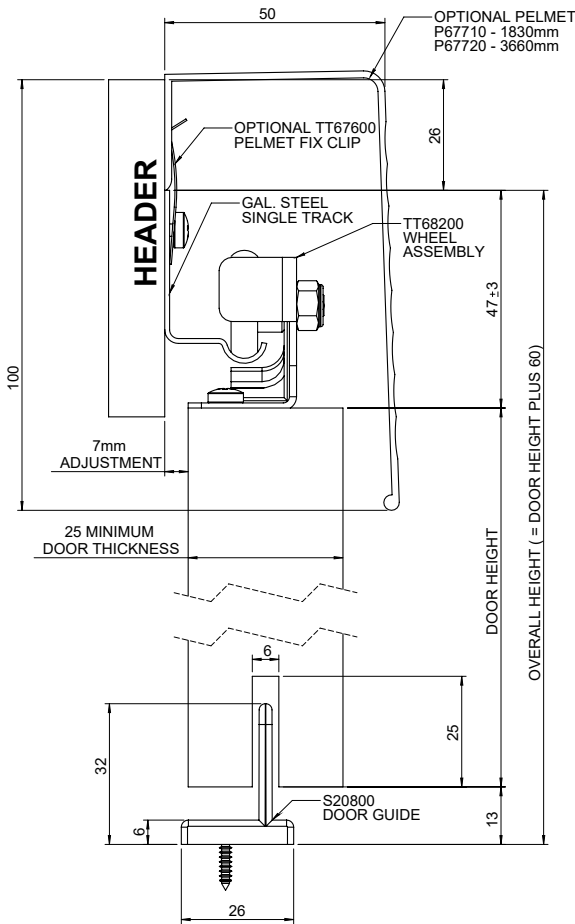 50
OPTIONAL PELMET
P67710 - 1830mm
P67720 - 3660mm
OPTIONAL TT67600
PELMET FIX CLIP
26
HEADER
GAL. STEEL
SINGLE TRACK
TT68200
WHEEL
ASSEMBLY
47±3
100
7mm
ADJUSTMENT
25 MINIMUM
DOOR THICKNESS
DOOR HEIGHT
OVERALL HEIGHT ( = DOOR HEIGHT PLUS 60)
6
25
32
S20800
DOOR GUIDE
6
13
26